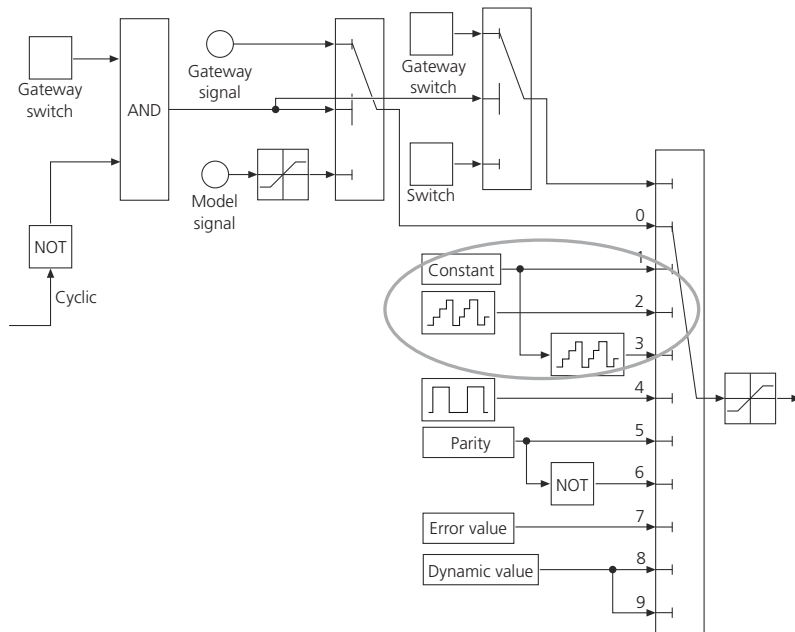 Gateway
switch
AND
Gateway
signal
Gateway
switch
Model
signal
Switch
NOT
Cyclic
0
Constant
1
2
3
4
Parity
5
NOT
6
Error value
7
Dynamic value
8
9